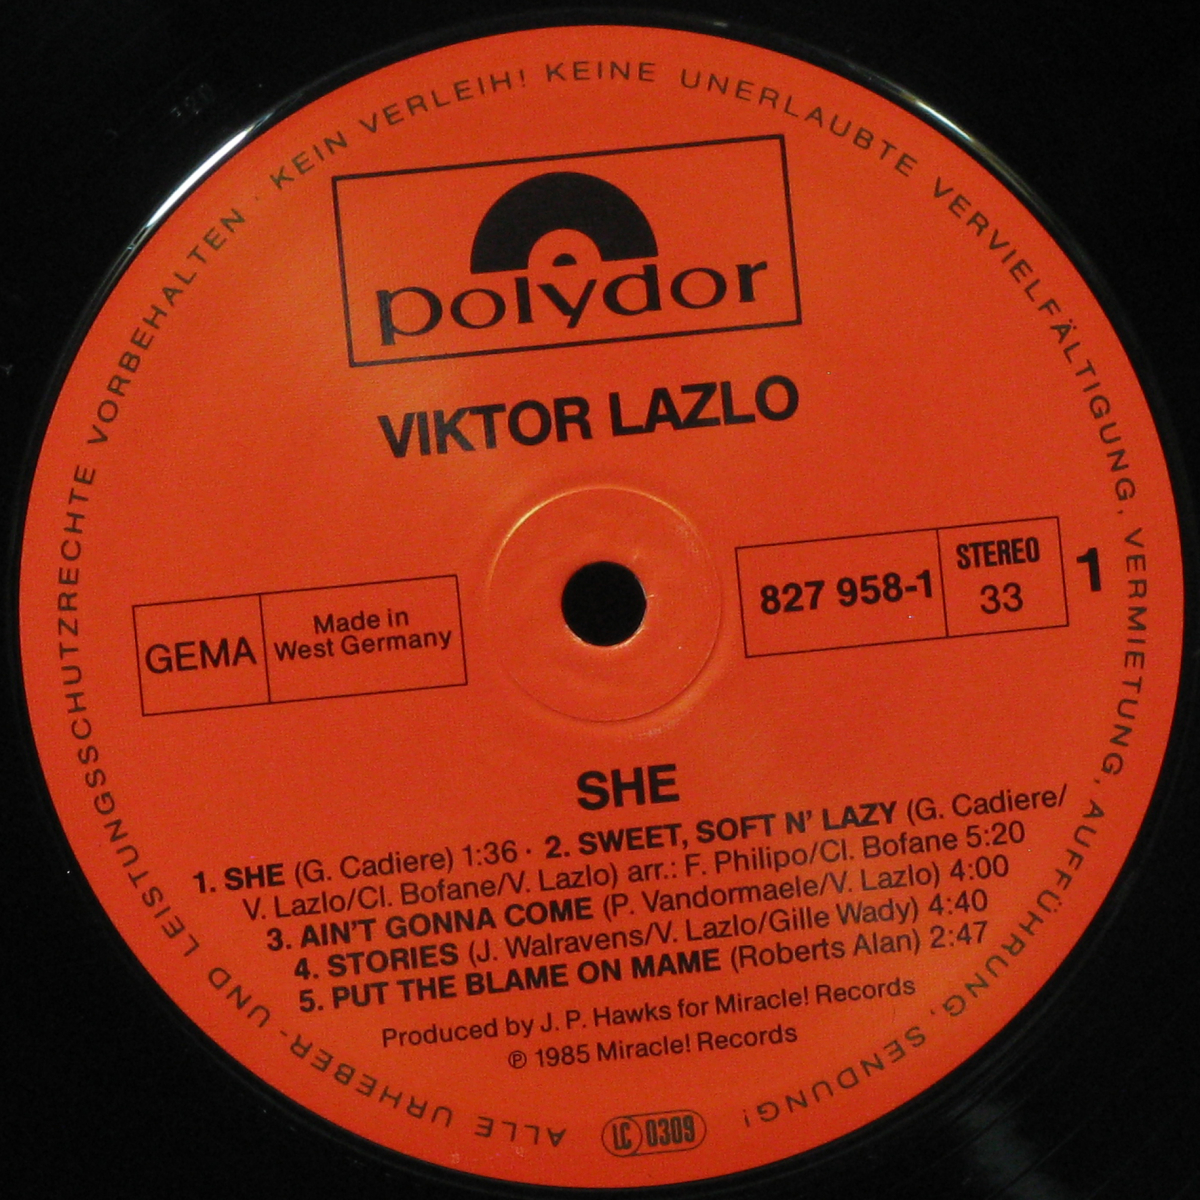 ALLE URHEBER- UND LEISTUNGSSCHUTZRECHTE VORBEHALTEN · KEIN VERLEIH! KEINE UNERLAUBTE VERVIELFÄLTIGUNG, VERMIETUNG, AUFFÜHRUNG, SENDUNG!
polydor
VIKTOR LAZLO
GEMA
Made in
West Germany
827 958-1
STEREO
33
1
SHE
1. SHE (G. Cadiere) 1:36 · 2. SWEET, SOFT N' LAZY (G. Cadiere/
V. Lazlo/Cl. Bofane/V. Lazlo) arr.: F. Philipo/Cl. Bofane 5:20
3. AIN'T GONNA COME (P. Vandormaele/V. Lazlo) 4:00
4. STORIES (J. Walravens/V. Lazlo/Gille Wady) 4:40
5. PUT THE BLAME ON MAME (Roberts Alan) 2:47
Produced by J. P. Hawks for Miracle! Records
℗ 1985 Miracle! Records
LC 0309